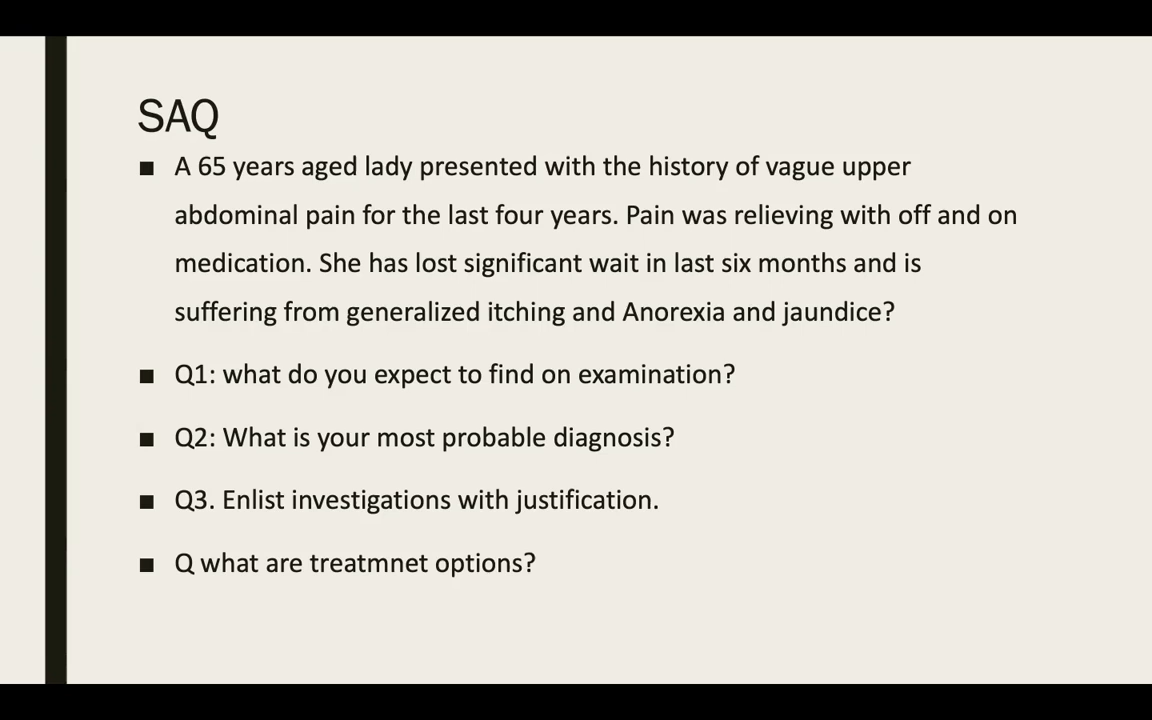 SAQ
■ A 65 years aged lady presented with the history of vague upper
abdominal pain for the last four years. Pain was relieving with off and on
medication. She has lost significant wait in last six months and is
suffering from generalized itching and Anorexia and jaundice?
■ Q1: what do you expect to find on examination?
■ Q2: What is your most probable diagnosis?
■ Q3. Enlist investigations with justification.
■ Q what are treatmnet options?